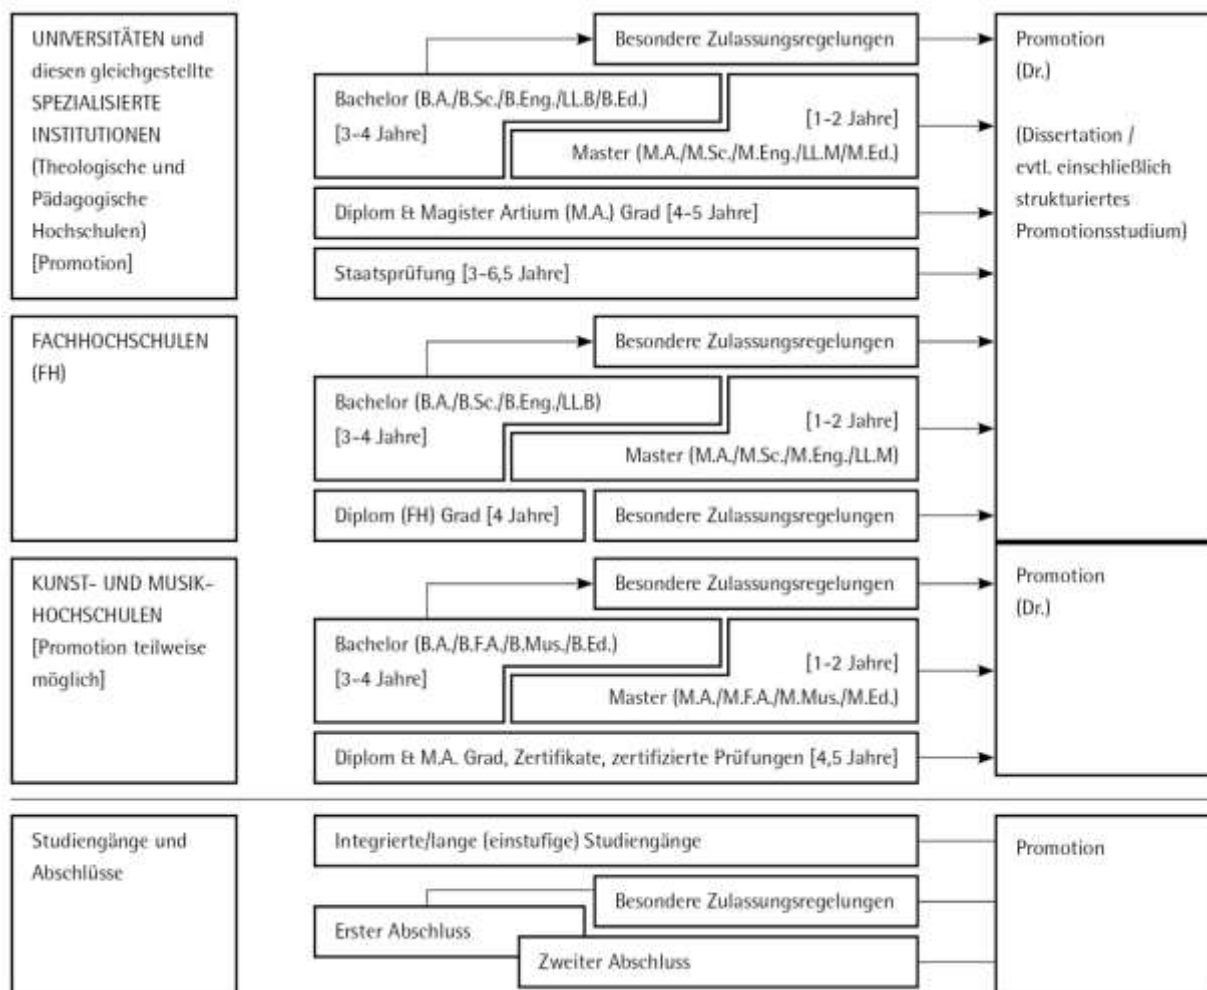 UNIVERSITÄTEN und
diesen gleichgestellte
SPEZIALISIERTE
INSTITUTIONEN
(Theologische und
Pädagogische
Hochschulen)
[Promotion]
Besondere Zulassungsregelungen
Bachelor (B.A./B.Sc./B.Eng./LL.B/B.Ed.)
[3-4 Jahre]
[1-2 Jahre]
Master (M.A./M.Sc./M.Eng./LL.M/M.Ed.)
Diplom & Magister Artium (M.A.) Grad [4-5 Jahre]
Staatsprüfung [3-6,5 Jahre]
Promotion
(Dr.)
(Dissertation /
evtl. einschließlich
strukturiertes
Promotionsstudium)
FACHHOCHSCHULEN
(FH)
Besondere Zulassungsregelungen
Bachelor (B.A./B.Sc./B.Eng./LL.B)
[3-4 Jahre]
[1-2 Jahre]
Master (M.A./M.Sc./M.Eng./LL.M)
Diplom (FH) Grad [4 Jahre]
Besondere Zulassungsregelungen
KUNST- UND MUSIK-
HOCHSCHULEN
[Promotion teilweise
möglich]
Besondere Zulassungsregelungen
Bachelor (B.A./B.F.A./B.Mus./B.Ed.)
[3-4 Jahre]
[1-2 Jahre]
Master (M.A./M.F.A./M.Mus./M.Ed.)
Diplom & M.A. Grad, Zertifikate, zertifizierte Prüfungen [4,5 Jahre]
Promotion
(Dr.)
Studiengänge und
Abschlüsse
Integrierte/lange (einstufige) Studiengänge
Besondere Zulassungsregelungen
Erster Abschluss
Zweiter Abschluss
Promotion